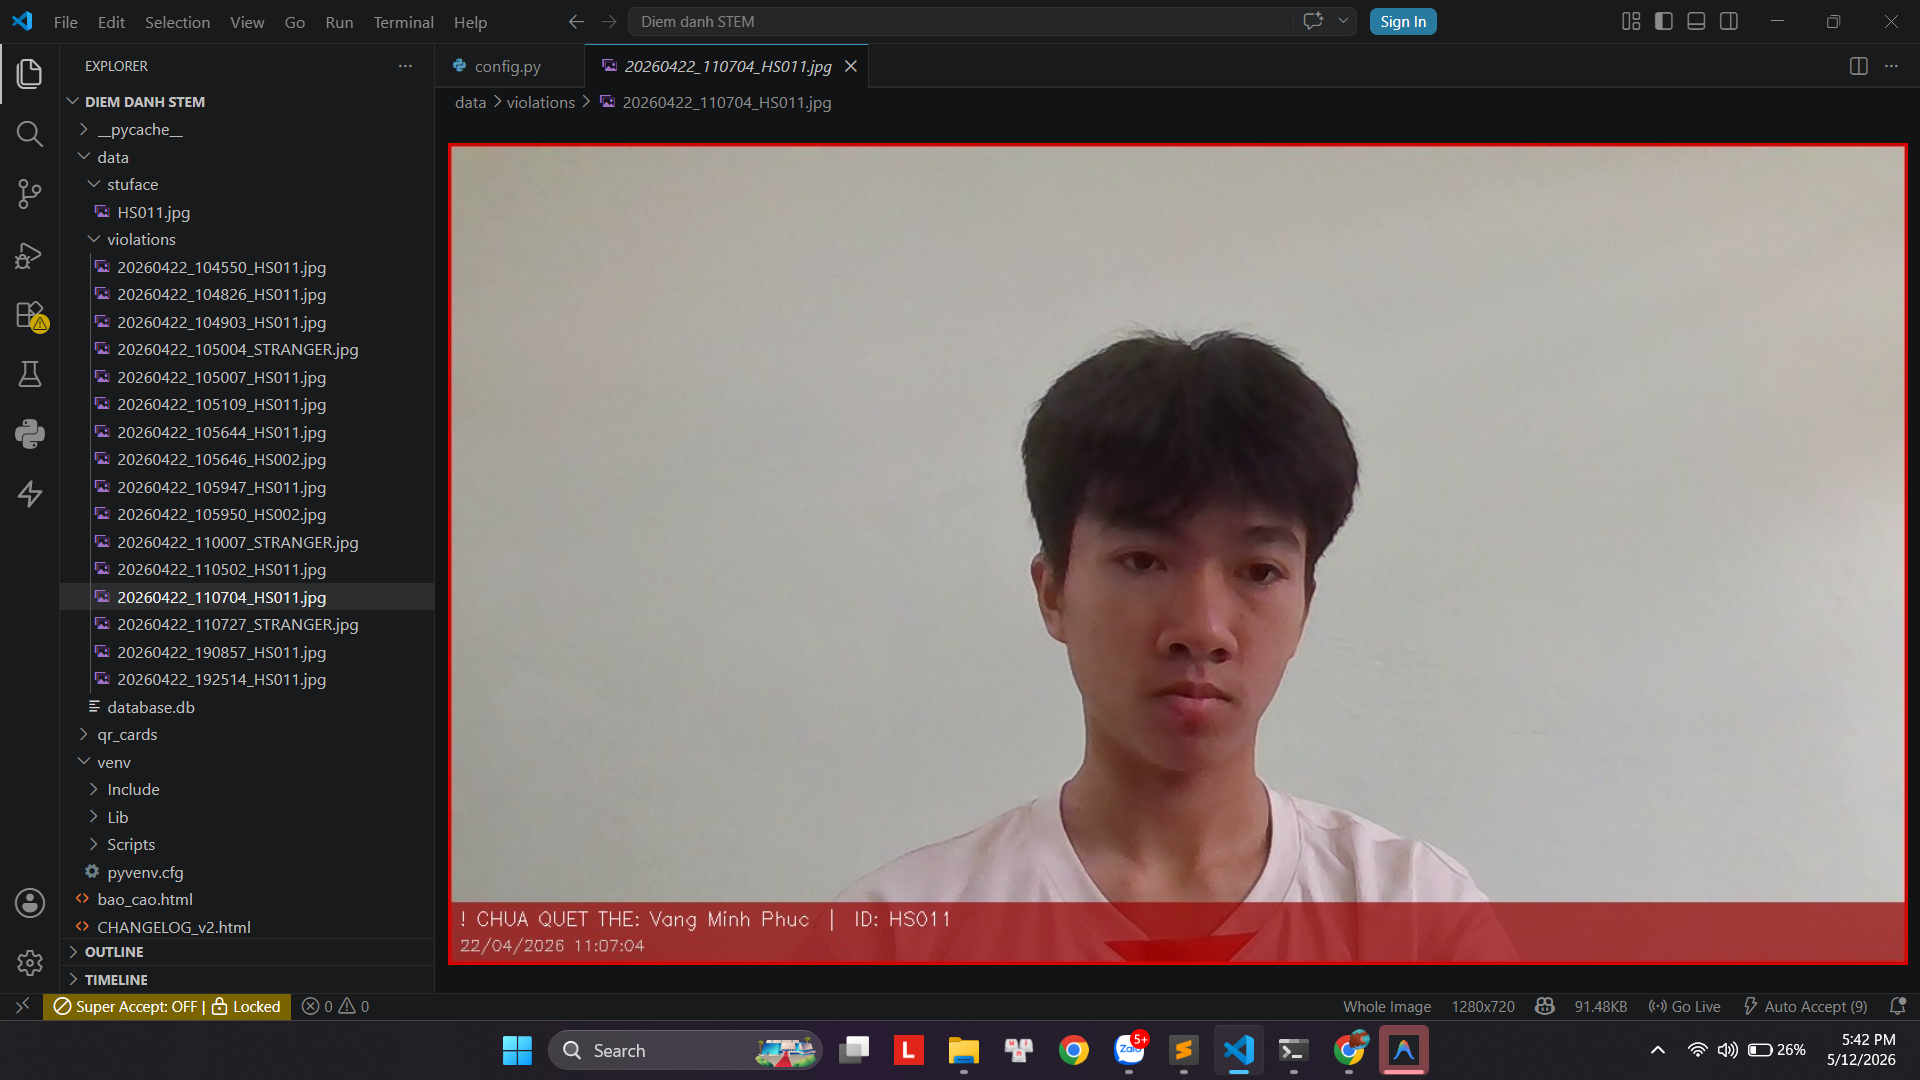 File Edit Selection View Go Run Terminal Help
Diem danh STEM
Sign In
EXPLORER
DIEM DANH STEM
__pycache__
data
stuface
HS011.jpg
violations
20260422_104550_HS011.jpg
20260422_104826_HS011.jpg
20260422_104903_HS011.jpg
20260422_105004_STRANGER.jpg
20260422_105007_HS011.jpg
20260422_105109_HS011.jpg
20260422_105644_HS011.jpg
20260422_105646_HS002.jpg
20260422_105947_HS011.jpg
20260422_105950_HS002.jpg
20260422_110007_STRANGER.jpg
20260422_110502_HS011.jpg
20260422_110704_HS011.jpg
20260422_110727_STRANGER.jpg
20260422_190857_HS011.jpg
20260422_192514_HS011.jpg
database.db
qr_cards
venv
Include
Lib
Scripts
pyvenv.cfg
bao_cao.html
CHANGELOG_v2.html
OUTLINE
TIMELINE
config.py
20260422_110704_HS011.jpg
data > violations > 20260422_110704_HS011.jpg
! CHUA QUET THE: Vang Minh Phuc | ID: HS011
22/04/2026 11:07:04
Super Accept: OFF | Locked
0 0
Whole Image 1280x720 91.48KB Go Live Auto Accept (9)
Search
L
Zalo
5+
26%
5:42 PM
5/12/2026